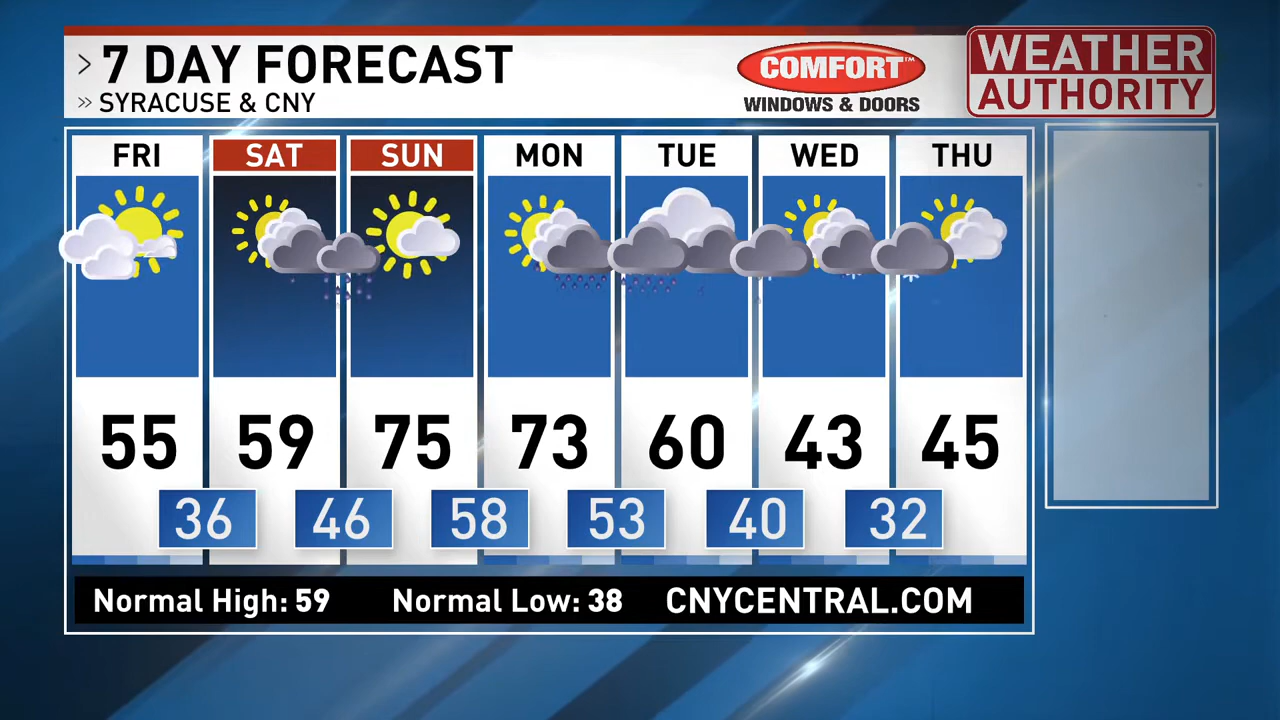 > 7 DAY FORECAST
» SYRACUSE & CNY
COMFORT™
WINDOWS & DOORS
WEATHER
AUTHORITY
FRI SAT SUN MON TUE WED THU
55 59 75 73 60 43 45
36 46 58 53 40 32
Normal High: 59 Normal Low: 38 CNYCENTRAL.COM